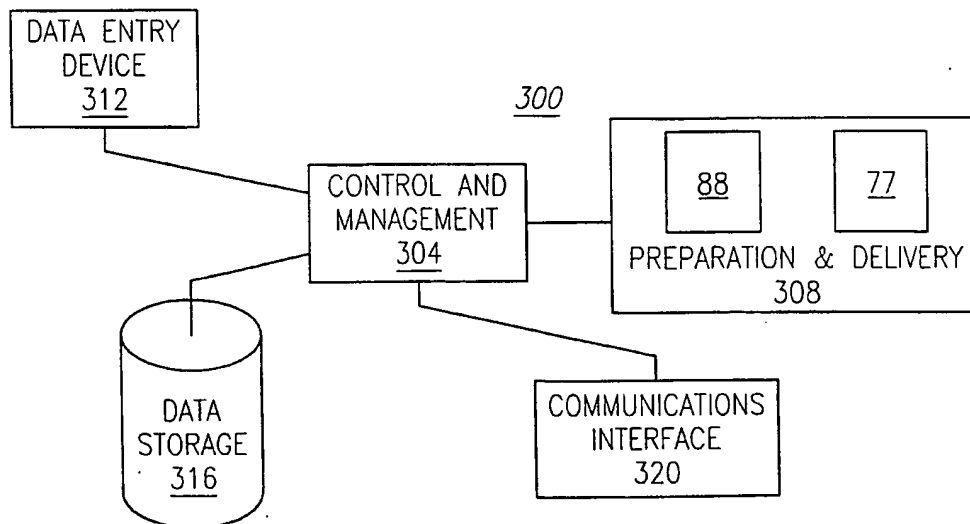 DATA ENTRY
DEVICE
312
300
88
77
CONTROL AND
MANAGEMENT
304
PREPARATION & DELIVERY
308
DATA
STORAGE
316
COMMUNICATIONS
INTERFACE
320